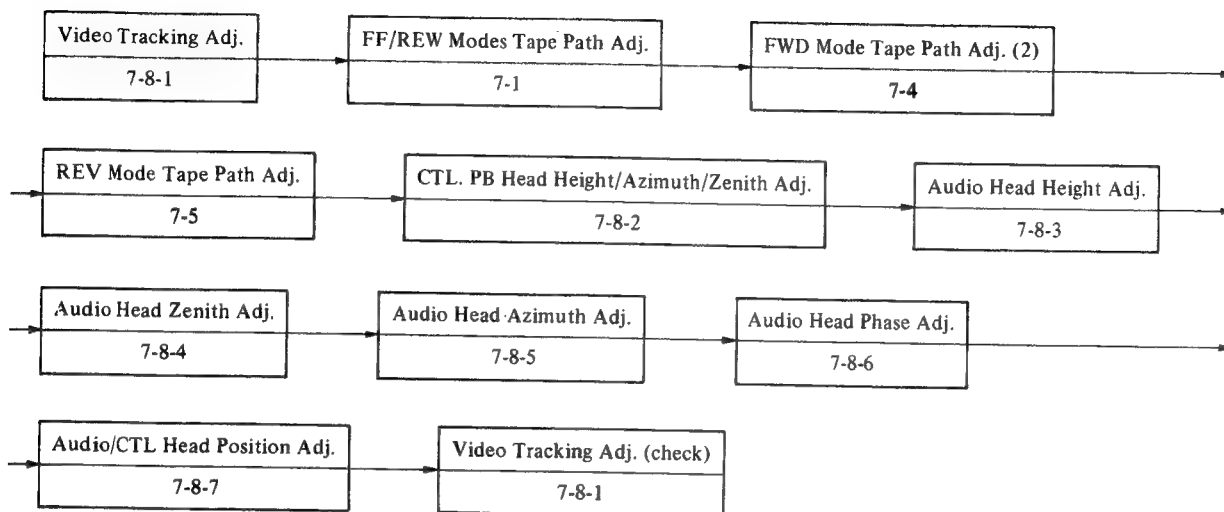 Video Tracking Adj.
7-8-1
FF/REW Modes Tape Path Adj.
7-1
FWD Mode Tape Path Adj. (2)
7-4
REV Mode Tape Path Adj.
7-5
CTL. PB Head Height/Azimuth/Zenith Adj.
7-8-2
Audio Head Height Adj.
7-8-3
Audio Head Zenith Adj.
7-8-4
Audio Head Azimuth Adj.
7-8-5
Audio Head Phase Adj.
7-8-6
Audio/CTL Head Position Adj.
7-8-7
Video Tracking Adj. (check)
7-8-1